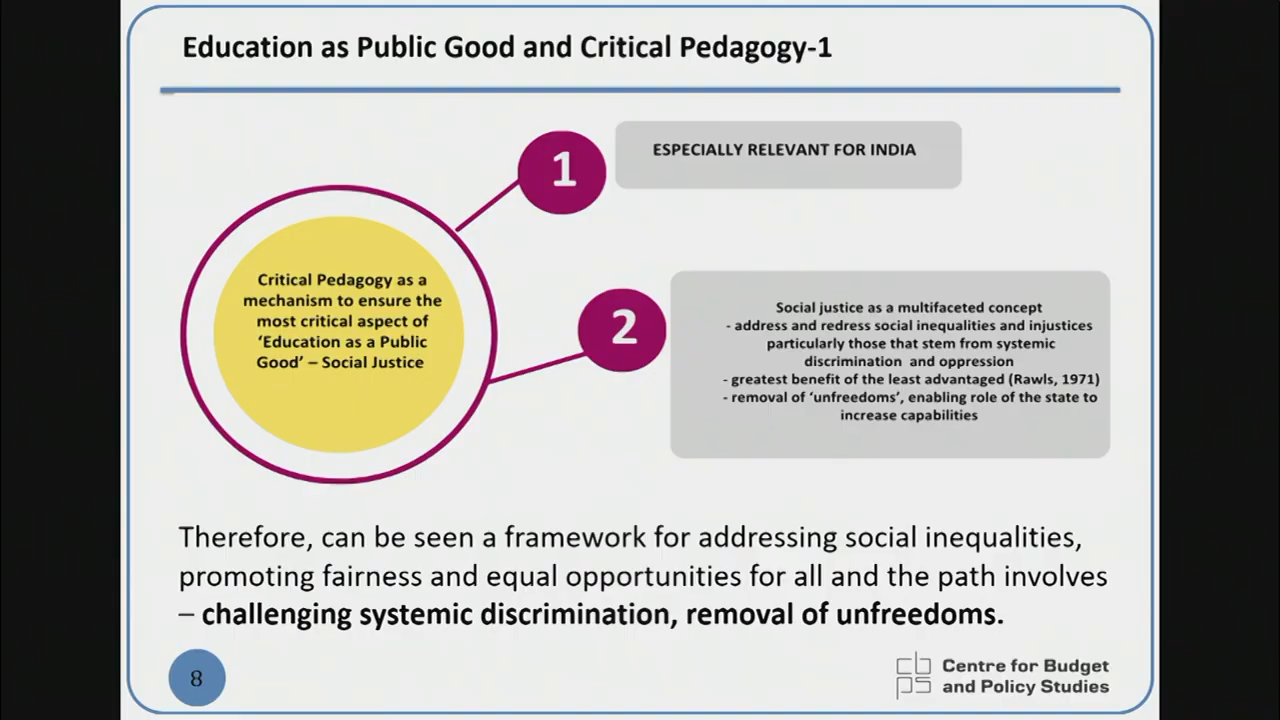 Education as Public Good and Critical Pedagogy-1
1
ESPECIALLY RELEVANT FOR INDIA
Critical Pedagogy as a
mechanism to ensure the
most critical aspect of
‘Education as a Public
Good’ – Social Justice
2
Social justice as a multifaceted concept
- address and redress social inequalities and injustices
particularly those that stem from systemic
discrimination and oppression
- greatest benefit of the least advantaged (Rawls, 1971)
- removal of ‘unfreedoms’, enabling role of the state to
increase capabilities
Therefore, can be seen a framework for addressing social inequalities,
promoting fairness and equal opportunities for all and the path involves
– challenging systemic discrimination, removal of unfreedoms.
8
cb
ps
Centre for Budget
and Policy Studies